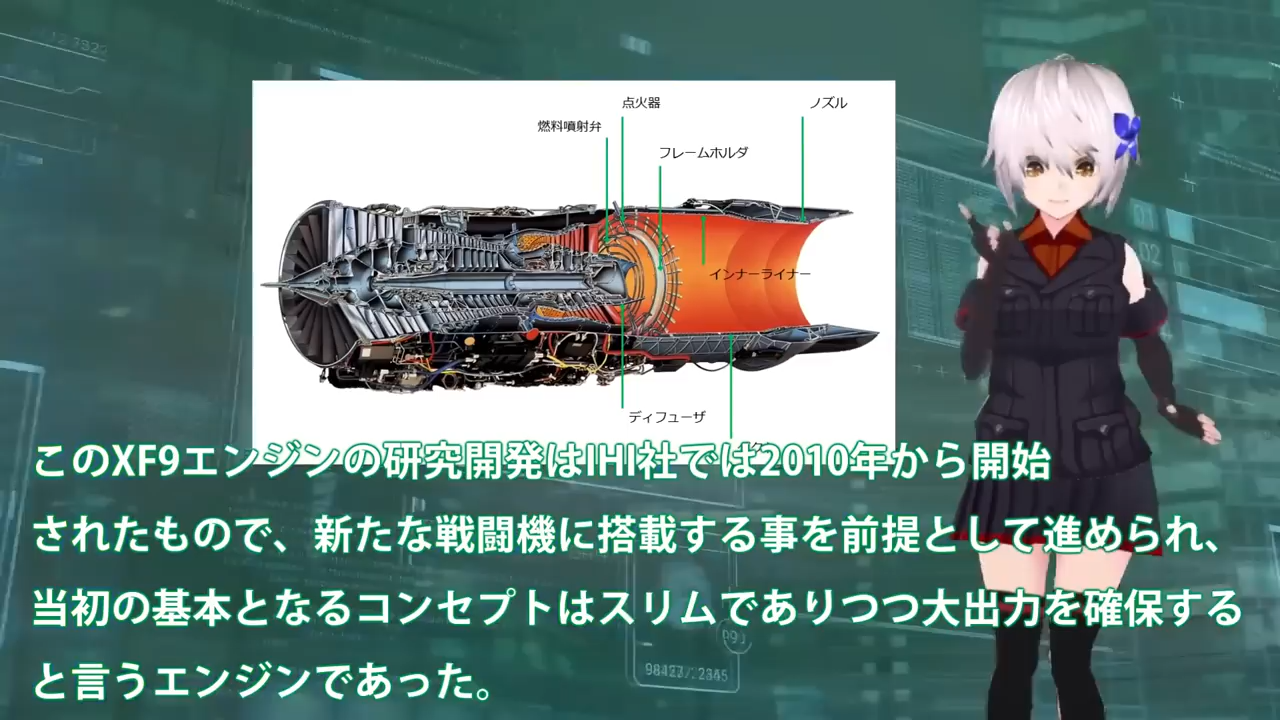 点火器
ノズル
燃料噴射弁
フレームホルダ
インナーライナー
ディフューザ
このXF9エンジンの研究開発はIHI社では2010年から開始
されたもので、新たな戦闘機に搭載する事を前提として進められ、
当初の基本となるコンセプトはスリムでありつつ大出力を確保する
と言うエンジンであった。